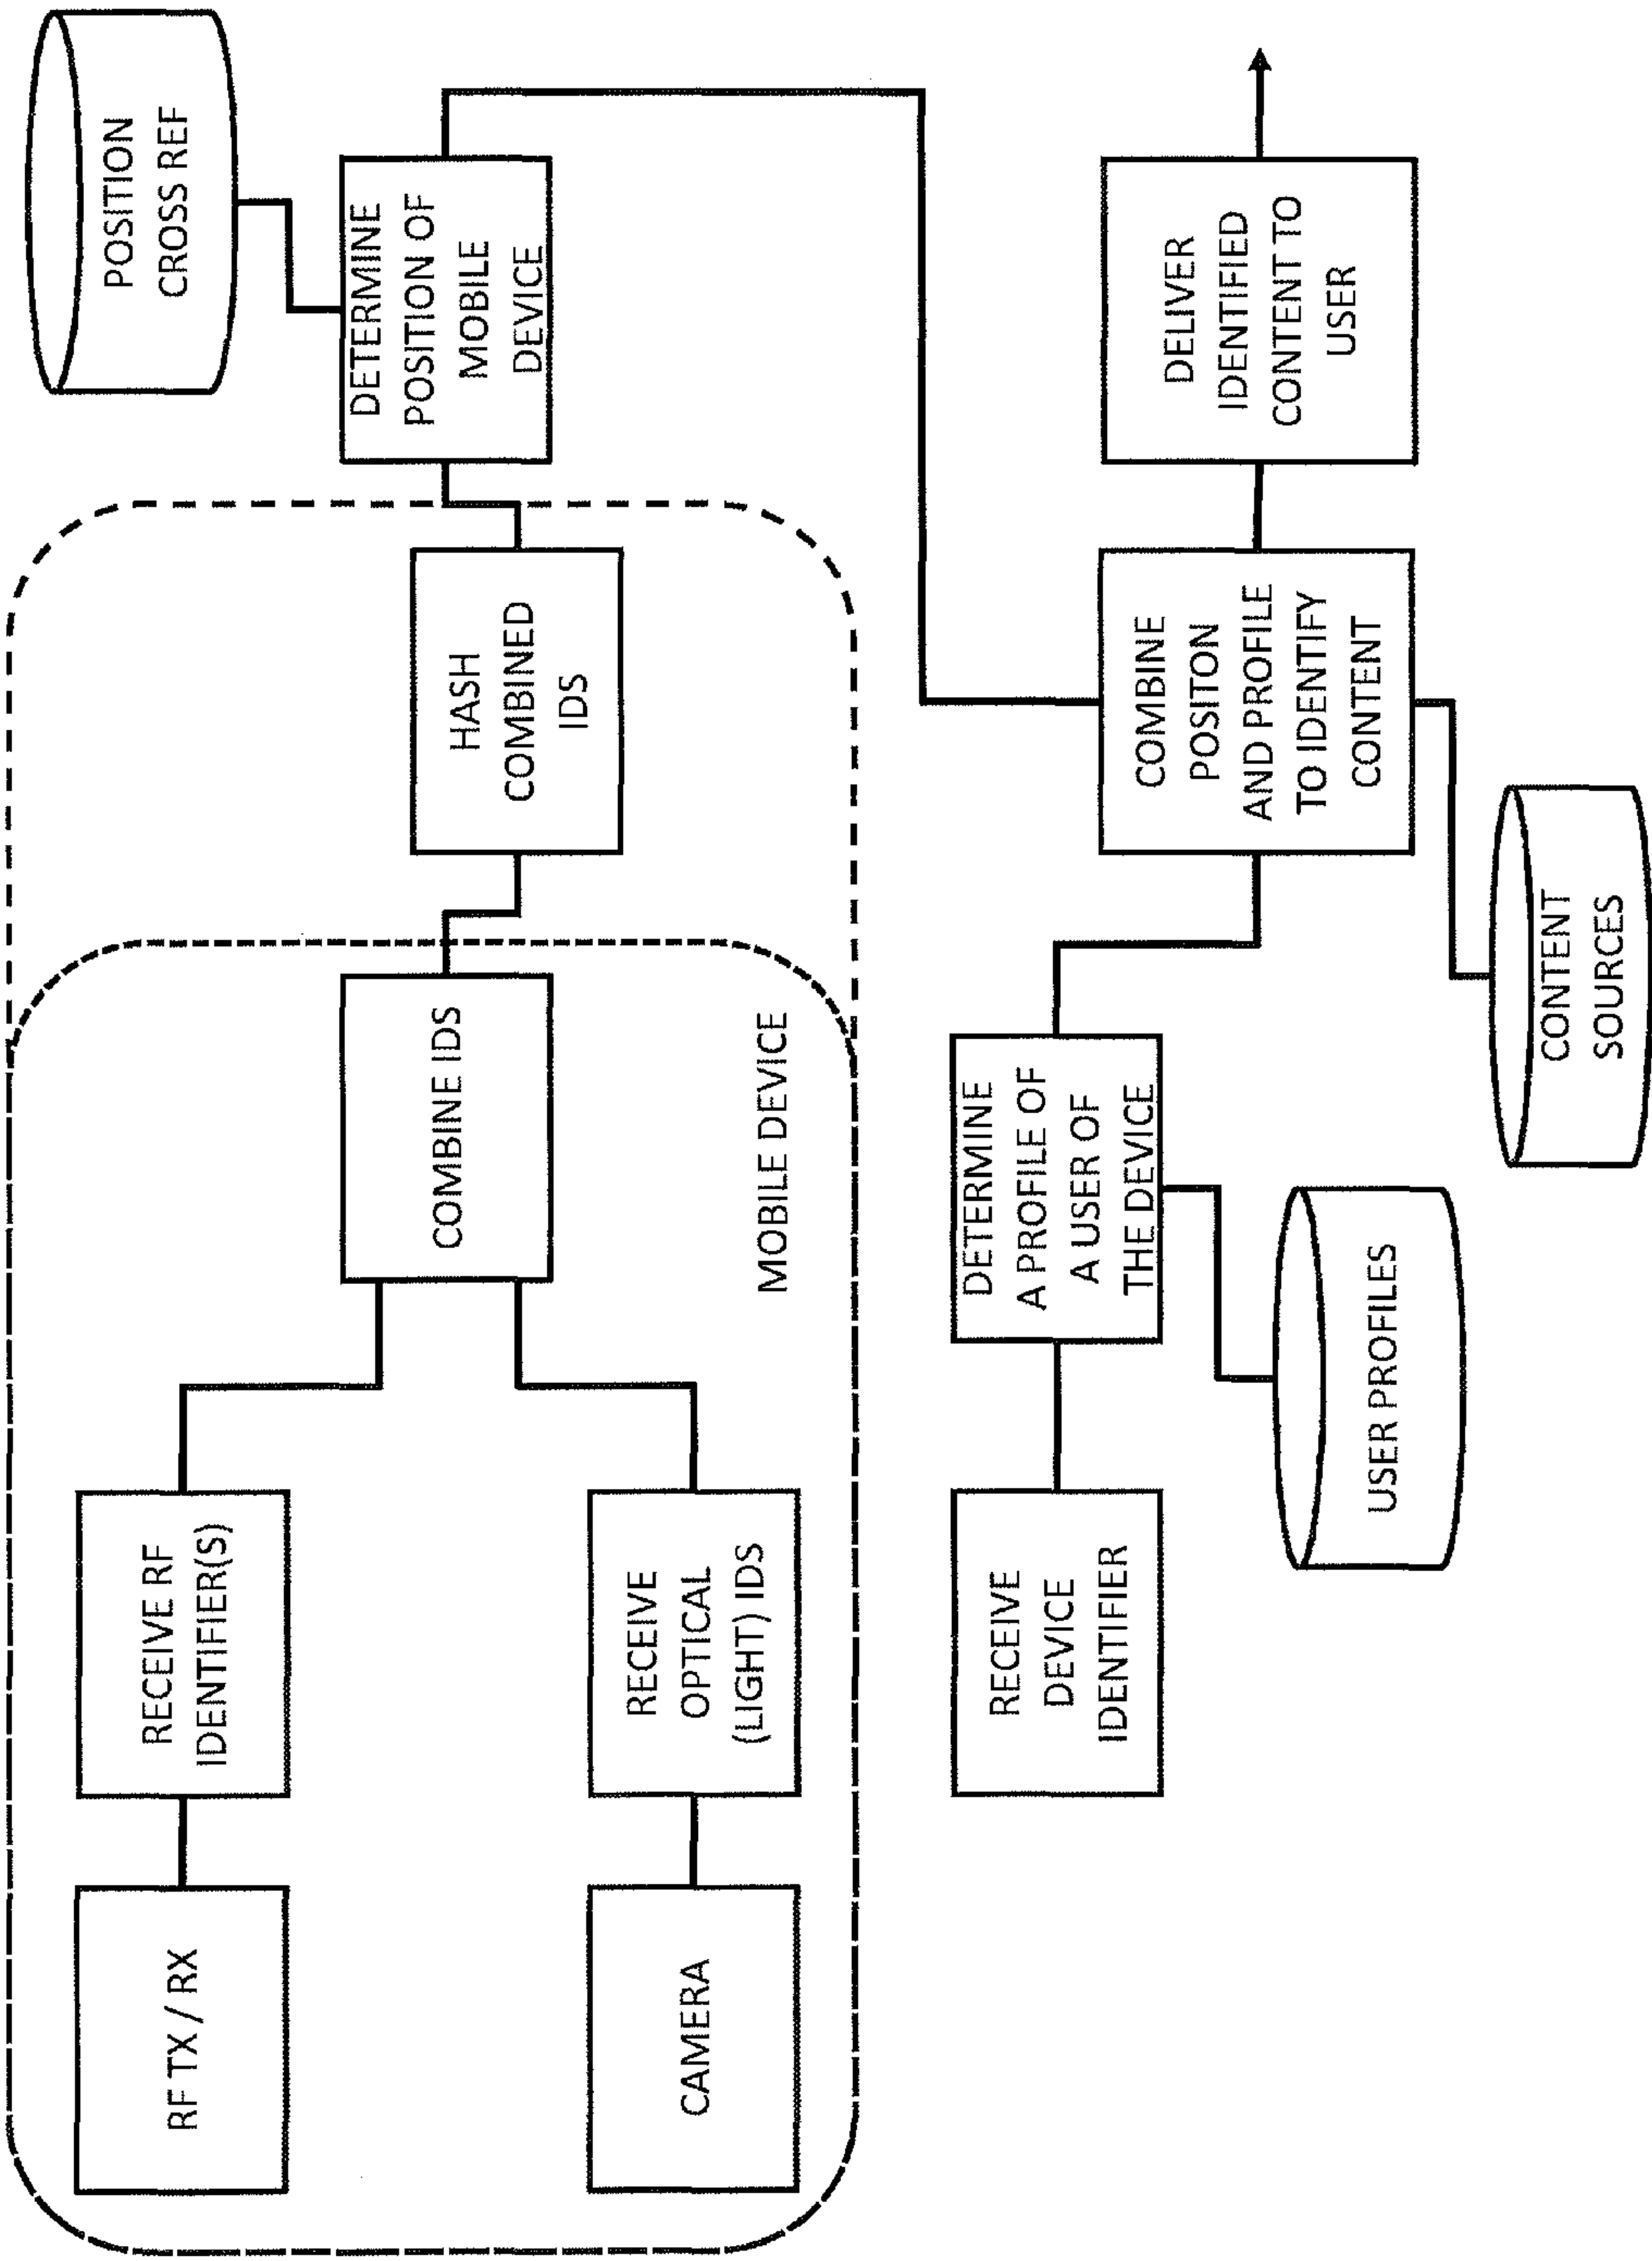 RF TX / RX
RECEIVE RF
IDENTIFIER(S)
CAMERA
RECEIVE
OPTICAL
(LIGHT) IDS
COMBINE IDS
MOBILE DEVICE
HASH
COMBINED
IDS
POSITION
CROSS REF
DETERMINE
POSITION OF
MOBILE
DEVICE
RECEIVE
DEVICE
IDENTIFIER
DETERMINE
A PROFILE OF
A USER OF
THE DEVICE
USER PROFILES
COMBINE
POSITON
AND PROFILE
TO IDENTIFY
CONTENT
CONTENT
SOURCES
DELIVER
IDENTIFIED
CONTENT TO
USER